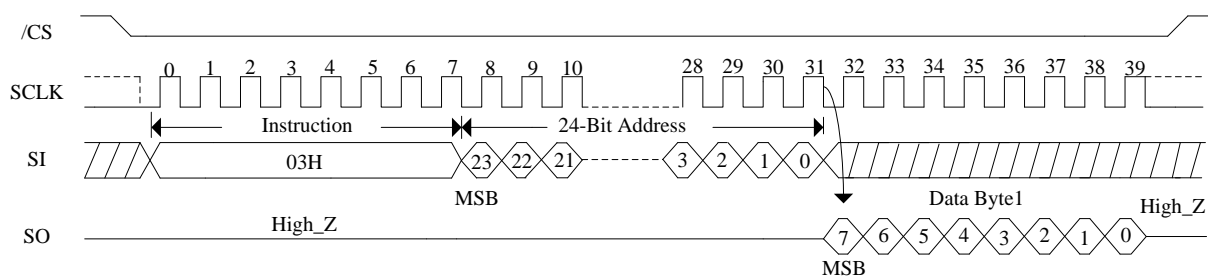 /CS
0 1 2 3 4 5 6 7 8 9 10 28 29 30 31 32 33 34 35 36 37 38 39
SCLK
Instruction 24-Bit Address
SI 03H 23 22 21 3 2 1 0
MSB Data Byte1
High_Z High_Z
SO 7 6 5 4 3 2 1 0
MSB